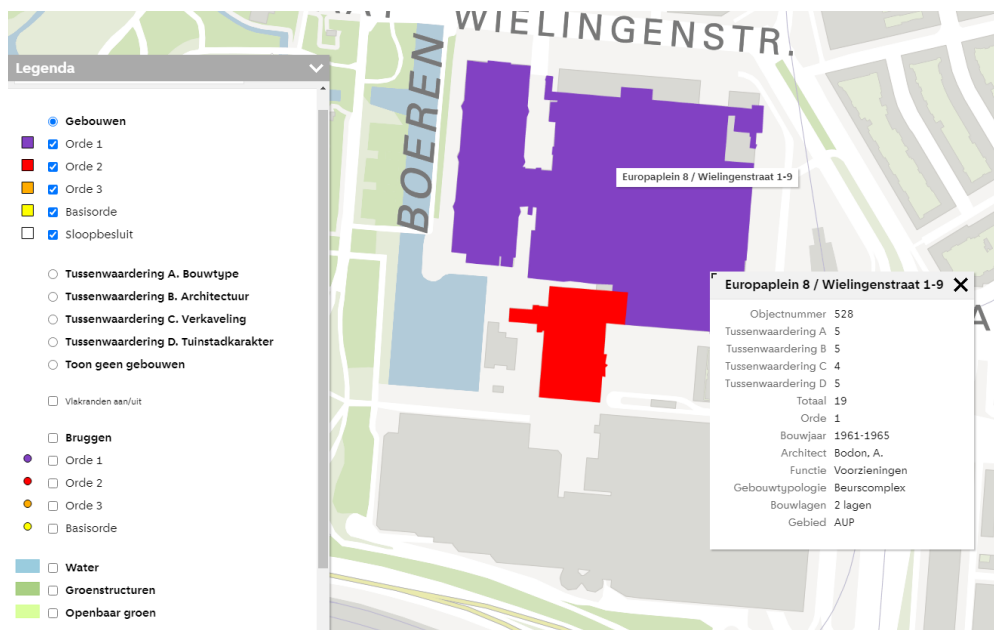 WIELINGENSTR.
BOEREN
Legenda
Gebouwen
Orde 1
Orde 2
Orde 3
Basisorde
Sloopbesluit
Tussenwaardering A. Bouwtype
Tussenwaardering B. Architectuur
Tussenwaardering C. Verkaveling
Tussenwaardering D. Tuinstadkarakter
Toon geen gebouwen
Vlakranden aan/uit
Bruggen
Orde 1
Orde 2
Orde 3
Basisorde
Water
Groenstructuren
Openbaar groen
Europaplein 8 / Wielingenstraat 1-9
Europaplein 8 / Wielingenstraat 1-9
Objectnummer 528
Tussenwaardering A 5
Tussenwaardering B 5
Tussenwaardering C 4
Tussenwaardering D 5
Totaal 19
Orde 1
Bouwjaar 1961-1965
Architect Bodon, A.
Functie Voorzieningen
Gebouwtypologie Beurscomplex
Bouwlagen 2 lagen
Gebied AUP
A